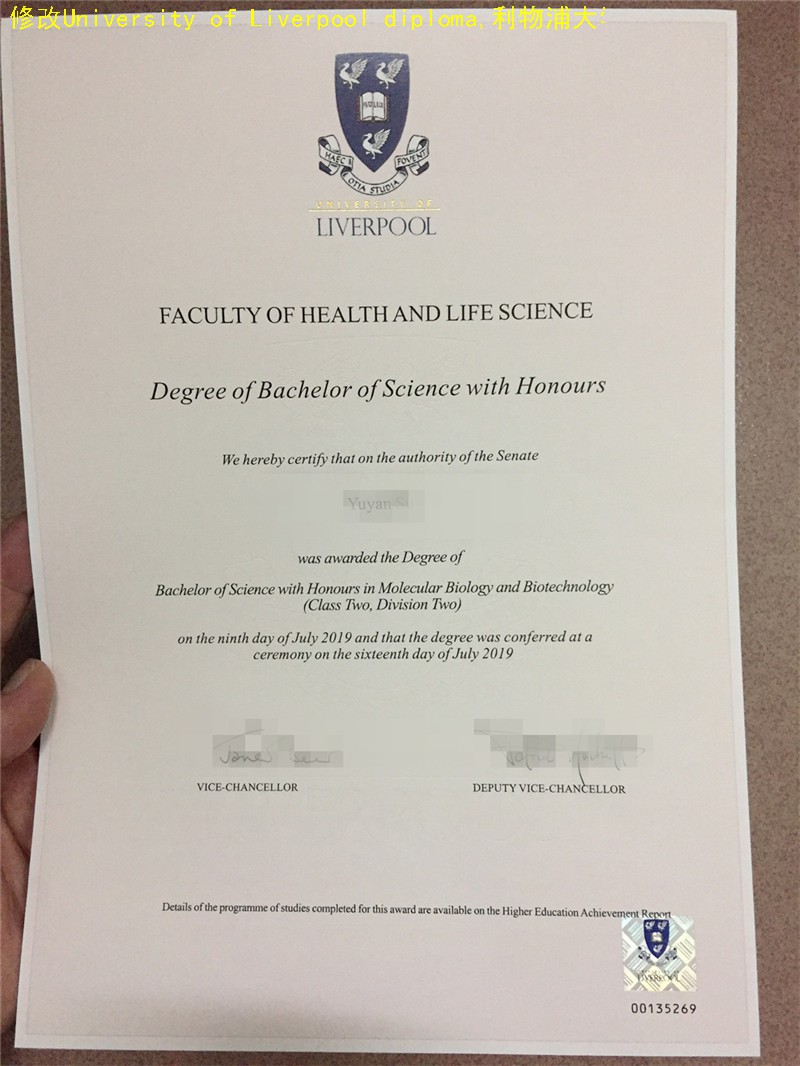 修改University of Liverpool diploma,利物浦大
HAEC OTIA STUDIA FOVENT
UNIVERSITY OF
LIVERPOOL
FACULTY OF HEALTH AND LIFE SCIENCE
Degree of Bachelor of Science with Honours
We hereby certify that on the authority of the Senate
Yuyan
was awarded the Degree of
Bachelor of Science with Honours in Molecular Biology and Biotechnology
(Class Two, Division Two)
on the ninth day of July 2019 and that the degree was conferred at a
ceremony on the sixteenth day of July 2019
VICE-CHANCELLOR
DEPUTY VICE-CHANCELLOR
Details of the programme of studies completed for this award are available on the Higher Education Achievement Report
LIVERPOOL
00135269